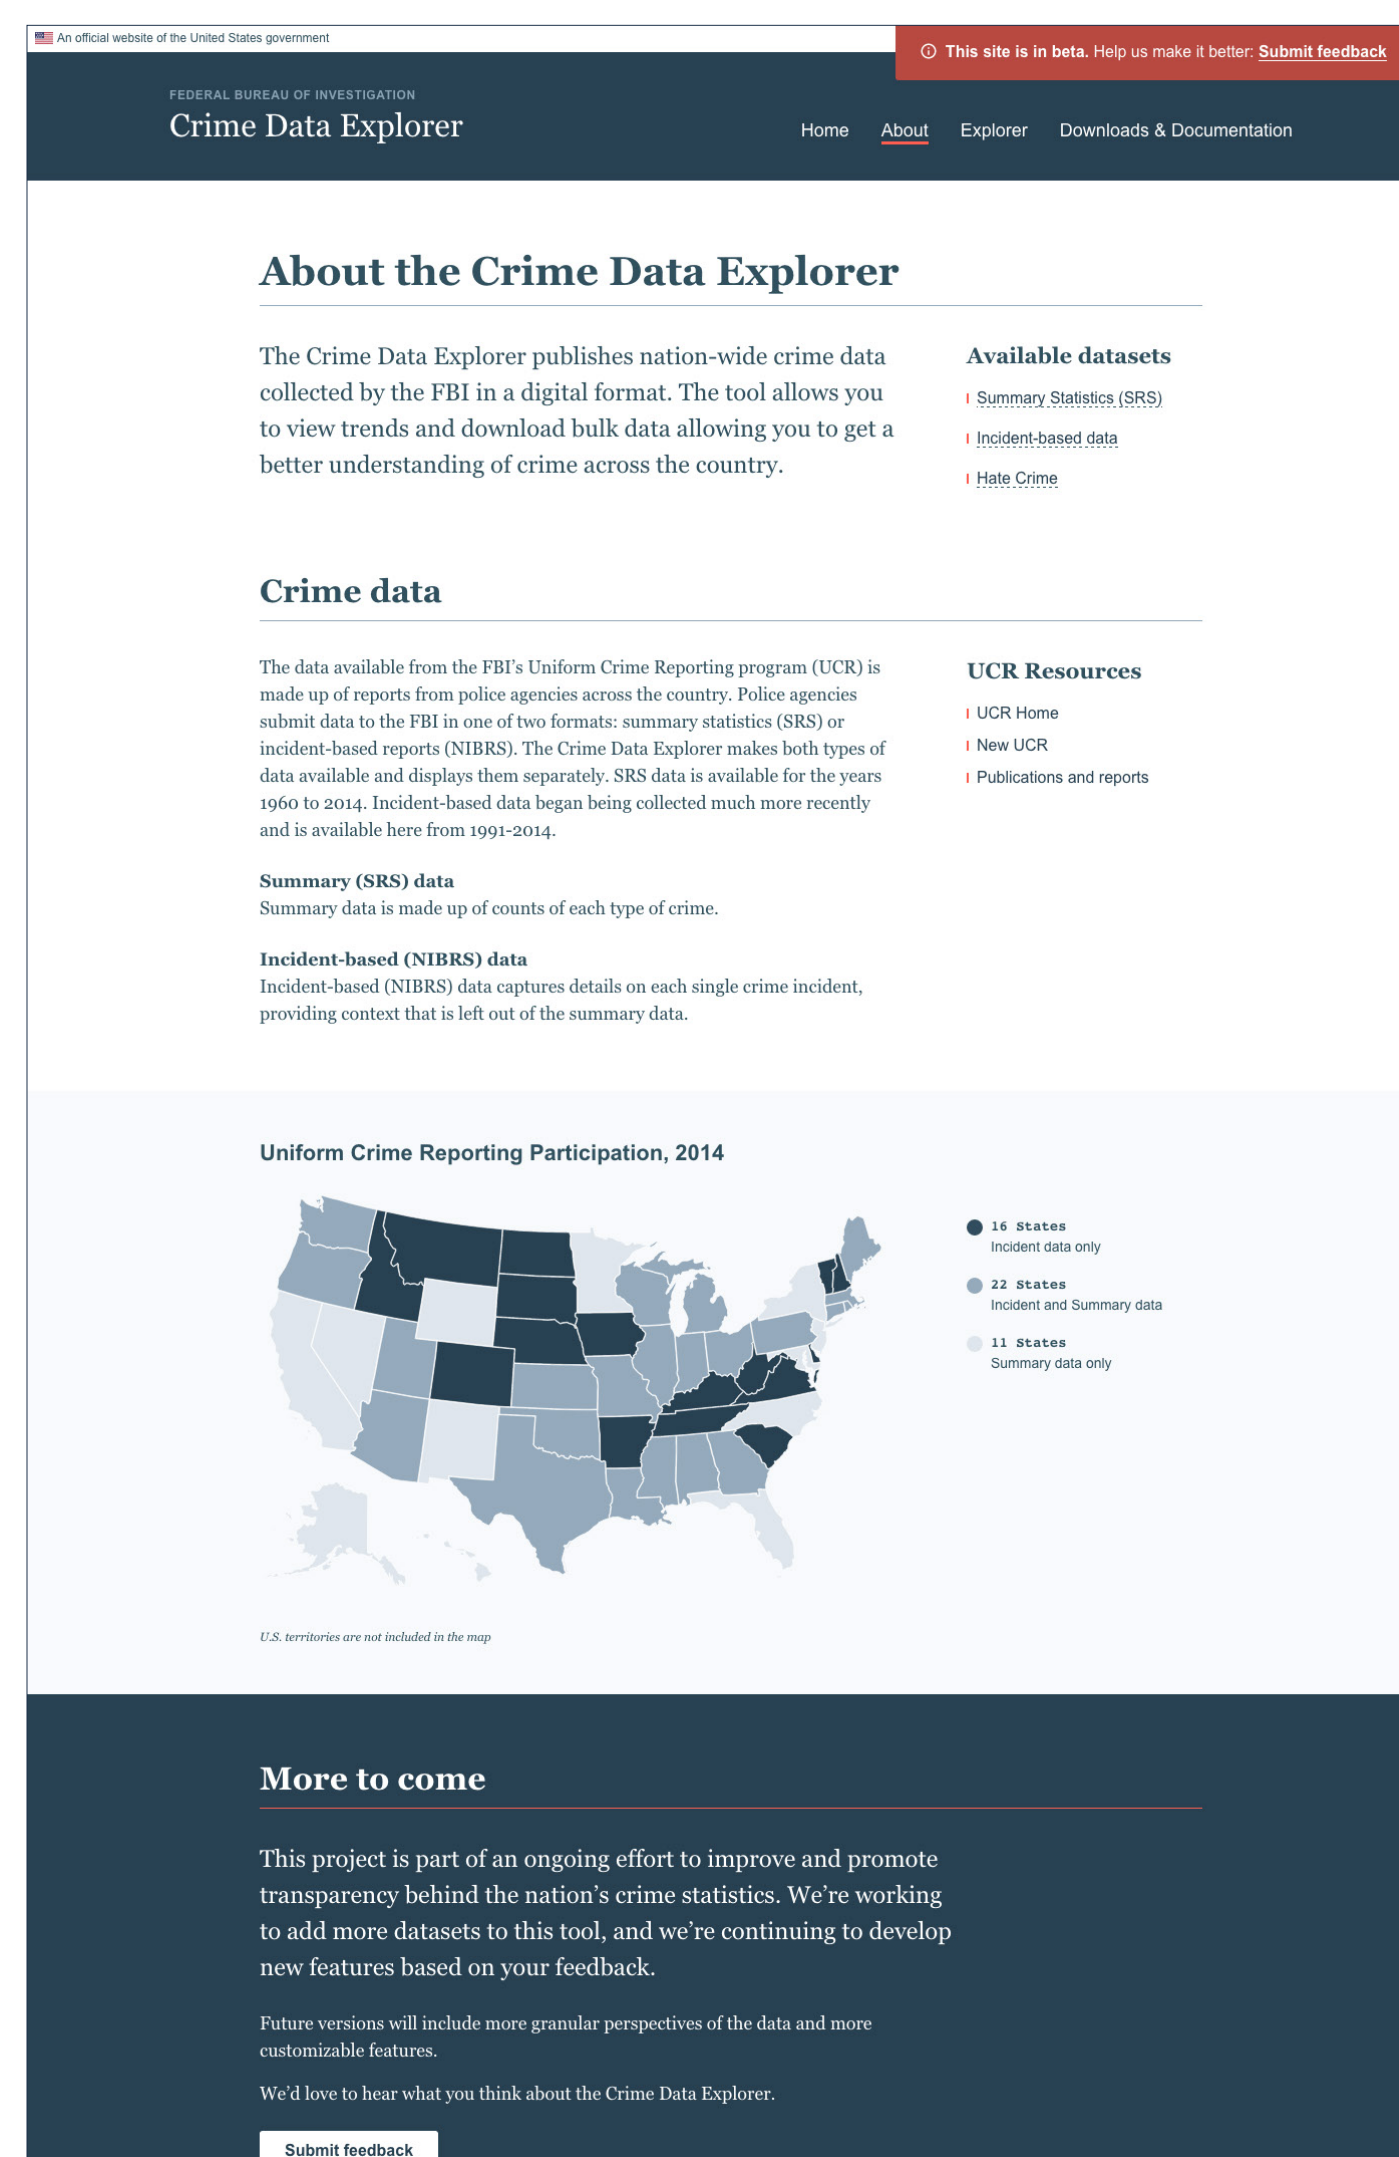 An official website of the United States government
This site is in beta. Help us make it better: Submit feedback
FEDERAL BUREAU OF INVESTIGATION
Crime Data Explorer
Home About Explorer Downloads & Documentation
About the Crime Data Explorer
The Crime Data Explorer publishes nation-wide crime data
collected by the FBI in a digital format. The tool allows you
to view trends and download bulk data allowing you to get a
better understanding of crime across the country.
Available datasets
Summary Statistics (SRS)
Incident-based data
Hate Crime
Crime data
The data available from the FBI’s Uniform Crime Reporting program (UCR) is
made up of reports from police agencies across the country. Police agencies
submit data to the FBI in one of two formats: summary statistics (SRS) or
incident-based reports (NIBRS). The Crime Data Explorer makes both types of
data available and displays them separately. SRS data is available for the years
1960 to 2014. Incident-based data began being collected much more recently
and is available here from 1991-2014.
Summary (SRS) data
Summary data is made up of counts of each type of crime.
Incident-based (NIBRS) data
Incident-based (NIBRS) data captures details on each single crime incident,
providing context that is left out of the summary data.
UCR Resources
UCR Home
New UCR
Publications and reports
Uniform Crime Reporting Participation, 2014
16 States
Incident data only
22 States
Incident and Summary data
11 States
Summary data only
U.S. territories are not included in the map
More to come
This project is part of an ongoing effort to improve and promote
transparency behind the nation’s crime statistics. We’re working
to add more datasets to this tool, and we’re continuing to develop
new features based on your feedback.
Future versions will include more granular perspectives of the data and more
customizable features.
We’d love to hear what you think about the Crime Data Explorer.
Submit feedback